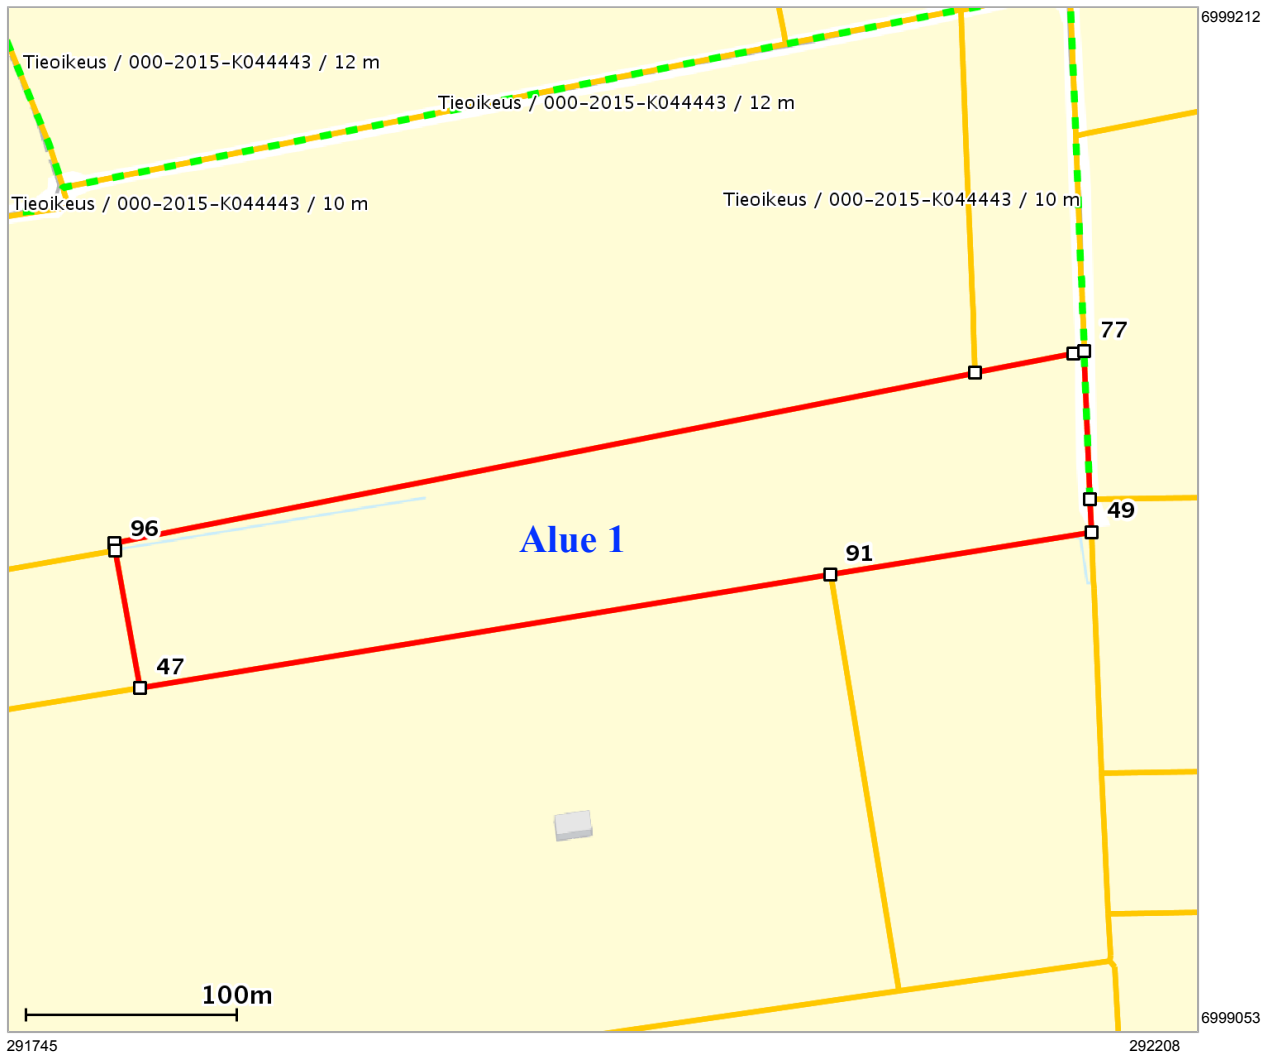 6999212
Tieoikeus / 000-2015-K044443 / 12 m
Tieoikeus / 000-2015-K044443 / 12 m
Tieoikeus / 000-2015-K044443 / 10 m
Tieoikeus / 000-2015-K044443 / 10 m
77
49
96
Alue 1
91
47
100m
6999053
291745
292208